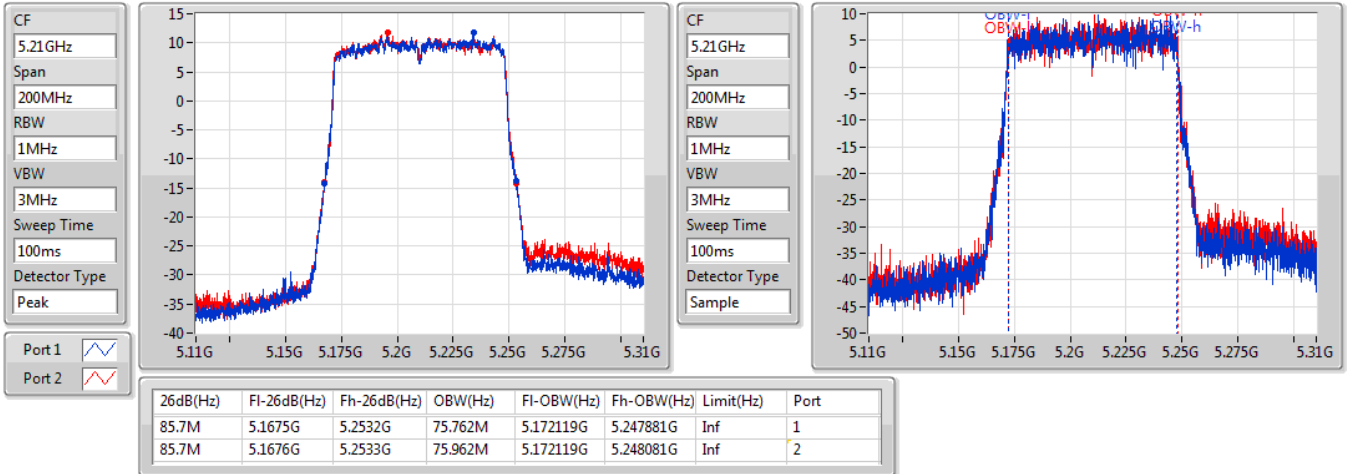 CF
5.21GHz
Span
200MHz
RBW
1MHz
VBW
3MHz
Sweep Time
100ms
Detector Type
Peak
Port 1
Port 2
15
10
5
0
-5
-10
-15
-20
-25
-30
-35
-40
5.11G 5.15G 5.175G 5.2G 5.225G 5.25G 5.275G 5.31G
CF
5.21GHz
Span
200MHz
RBW
1MHz
VBW
3MHz
Sweep Time
100ms
Detector Type
Sample
10
5
0
-5
-10
-15
-20
-25
-30
-35
-40
-45
-50
OBW-h
5.11G 5.15G 5.175G 5.2G 5.225G 5.25G 5.275G 5.31G
26dB(Hz) Fl-26dB(Hz) Fh-26dB(Hz) OBW(Hz) Fl-OBW(Hz) Fh-OBW(Hz) Limit(Hz) Port
85.7M 5.1675G 5.2532G 75.762M 5.172119G 5.247881G Inf 1
85.7M 5.1676G 5.2533G 75.962M 5.172119G 5.248081G Inf 2